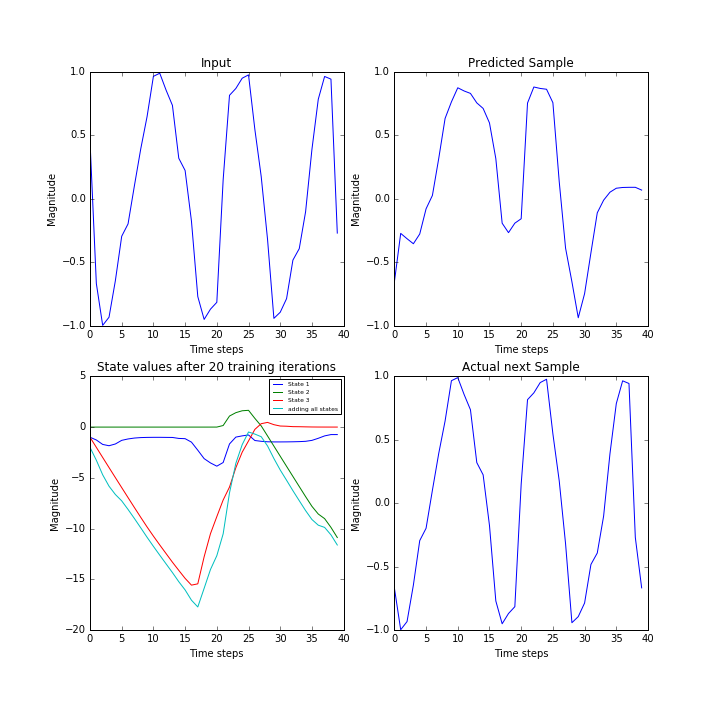 Input
Predicted Sample
1.0
0.5
0.0
−0.5
−1.0
Magnitude
0 5 10 15 20 25 30 35 40
Time steps
1.0
0.5
0.0
−0.5
−1.0
Magnitude
0 5 10 15 20 25 30 35 40
Time steps
State values after 20 training iterations
Actual next Sample
5
0
−5
−10
−15
−20
Magnitude
State 1
State 2
State 3
adding all states
0 5 10 15 20 25 30 35 40
Time steps
1.0
0.5
0.0
−0.5
−1.0
Magnitude
0 5 10 15 20 25 30 35 40
Time steps